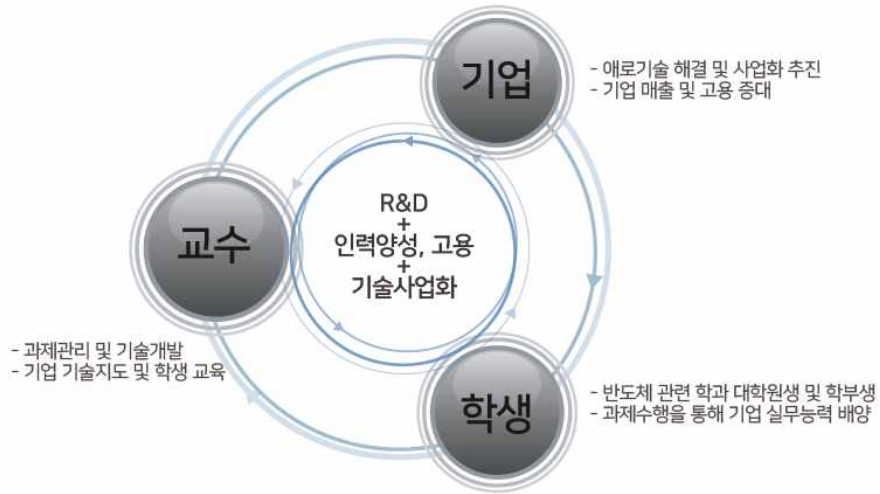 기업
- 애로기술 해결 및 사업화 추진
- 기업 매출 및 고용 증대
R&D
+
인력양성, 고용
+
기술사업화
교수
- 과제관리 및 기술개발
- 기업 기술지도 및 학생 교육
학생
- 반도체 관련 학과 대학원생 및 학부생
- 과제수행을 통해 기업 실무능력 배양